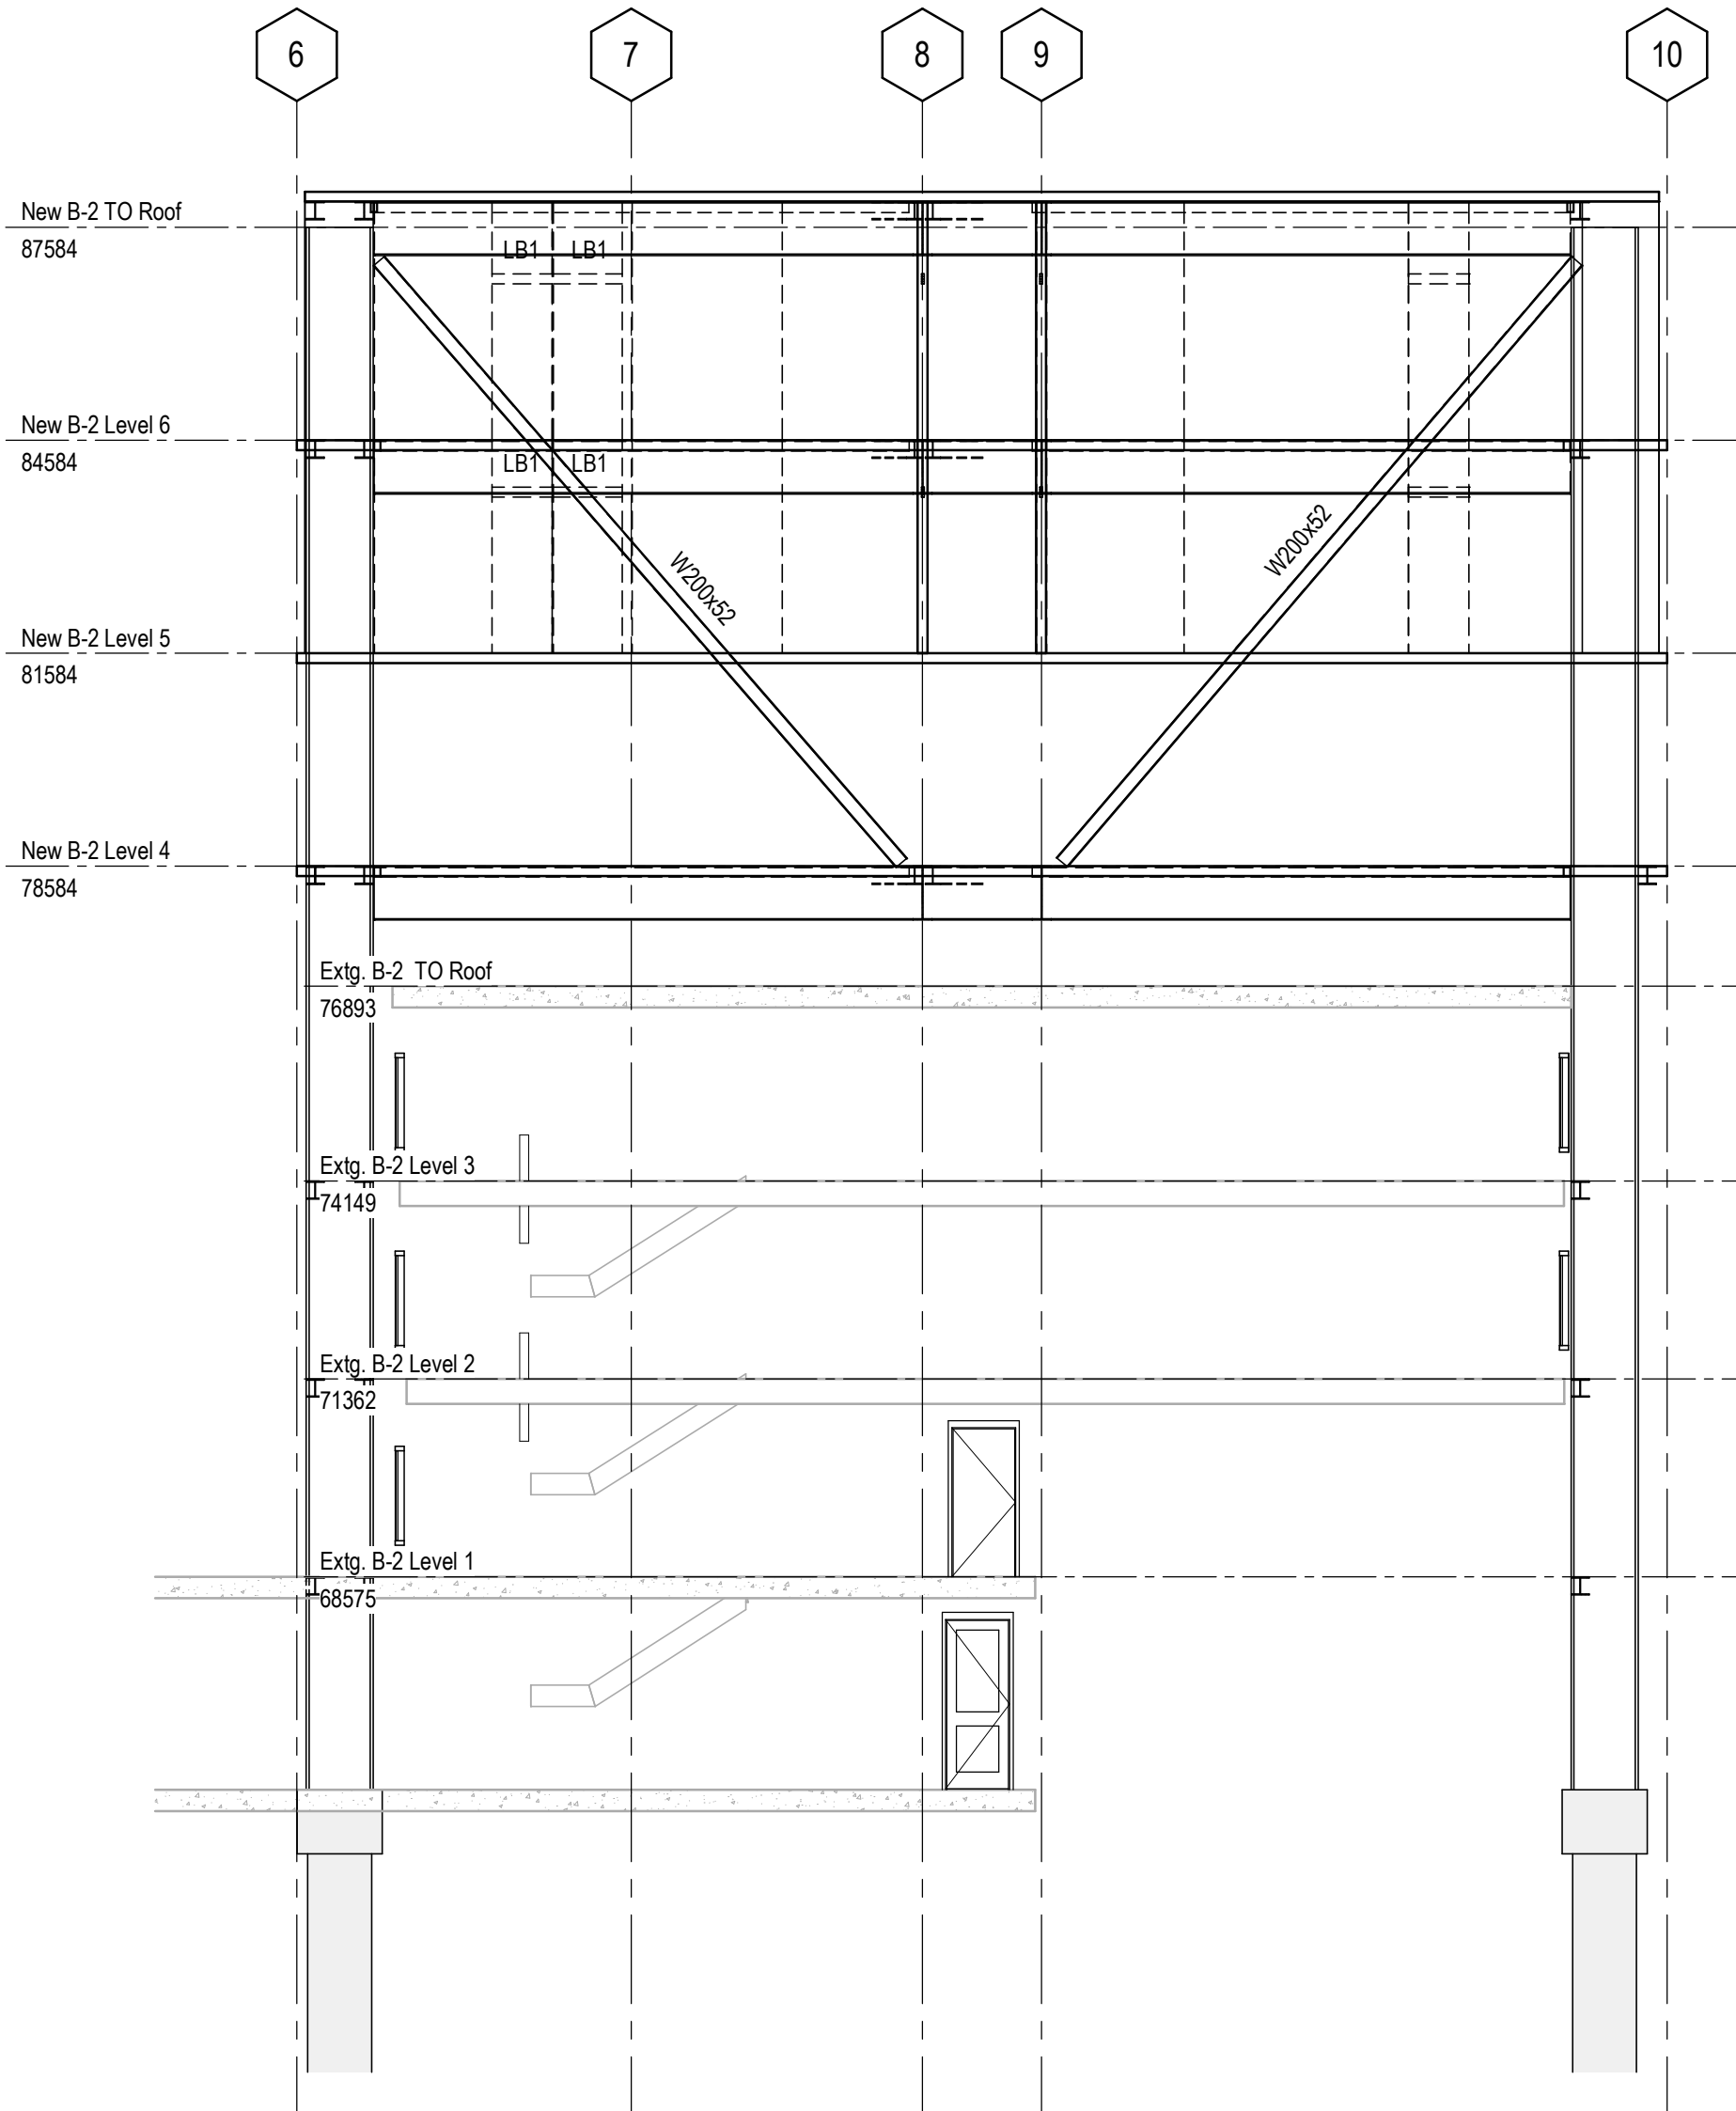 6 7 8 9 10
New B-2 TO Roof
87584
LB1 LB1
New B-2 Level 6
84584
LB1 LB1
W200x52 W200x52
New B-2 Level 5
81584
New B-2 Level 4
78584
Extg. B-2 TO Roof
76893
Extg. B-2 Level 3
74149
Extg. B-2 Level 2
71362
Extg. B-2 Level 1
68575